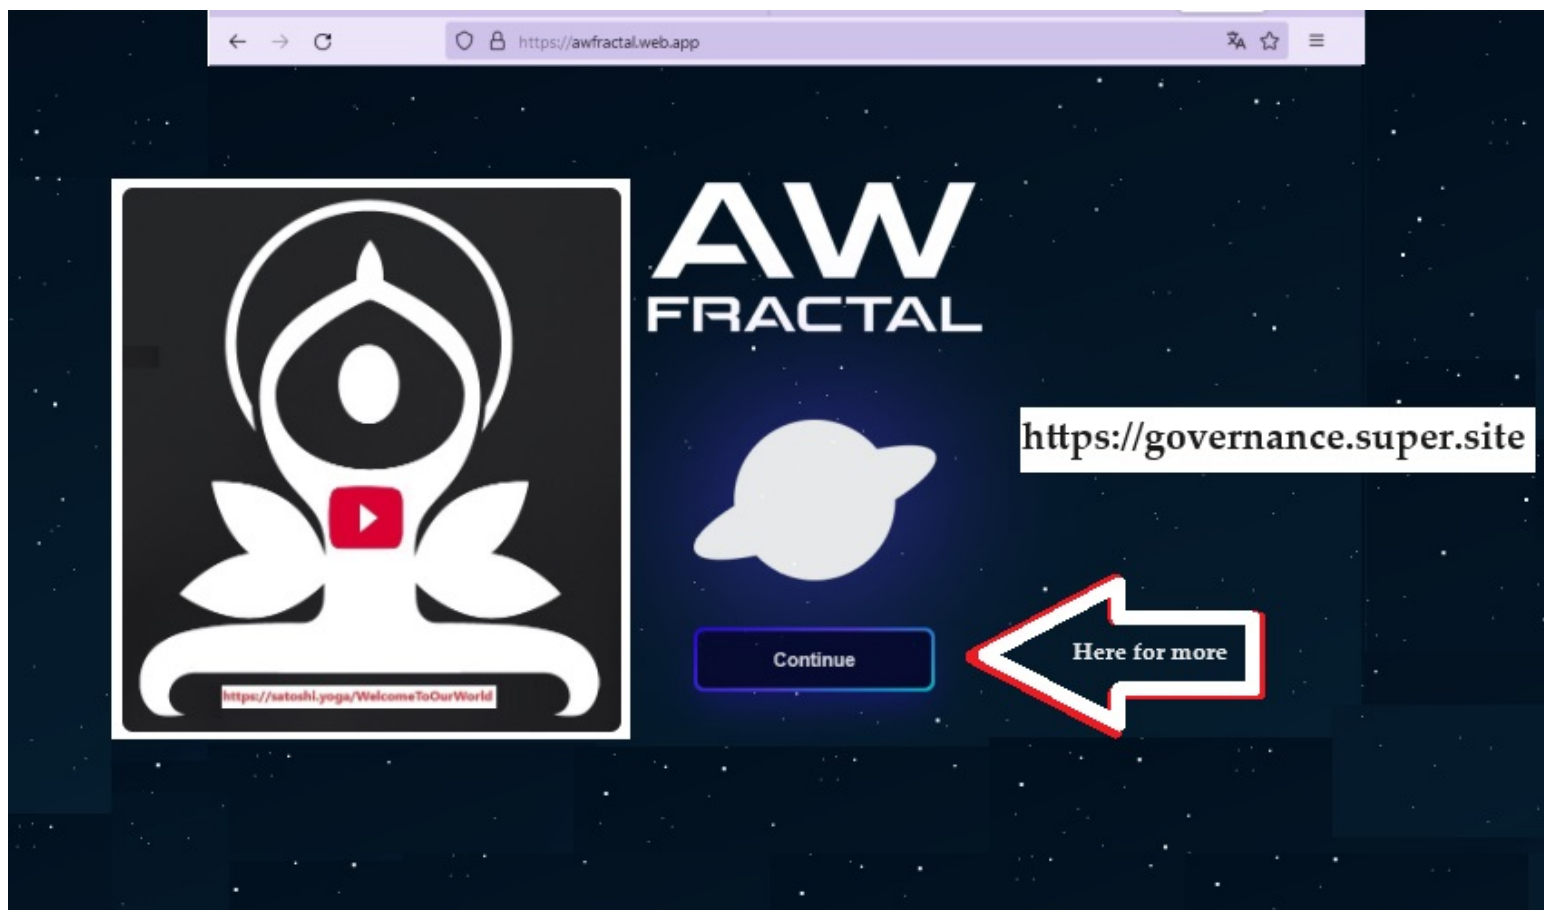 https://awfractal.web.app
AW
FRACTAL
https://governance.super.site
Continue
Here for more
https://satoshi.yoga/WelcomeToOurWorld